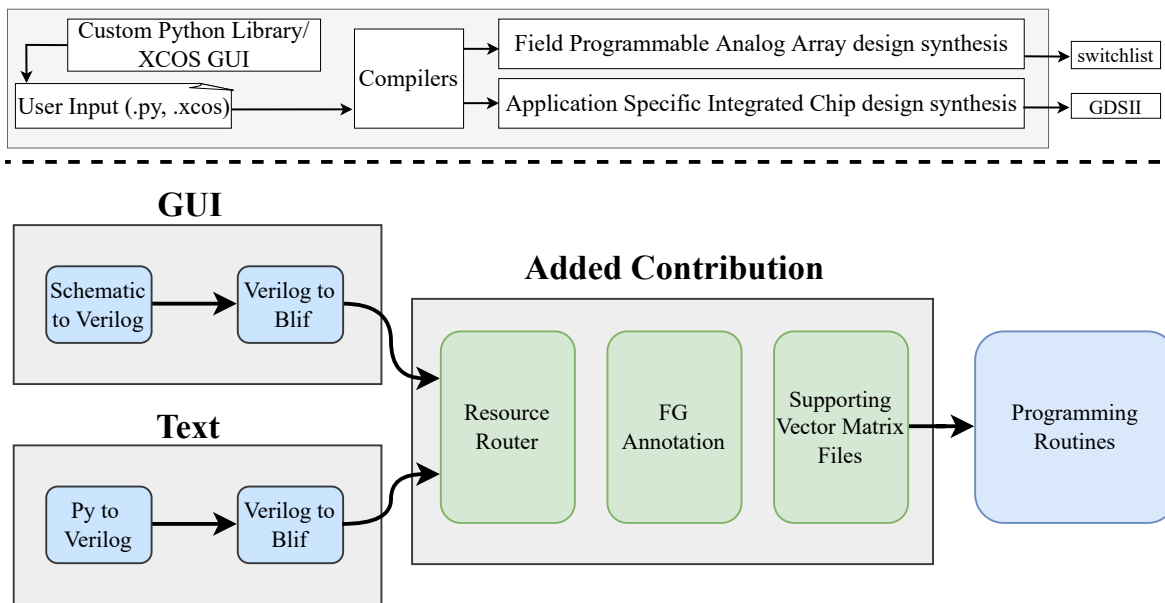 Custom Python Library/
XCOS GUI
User Input (.py, .xcos)
Compilers
Field Programmable Analog Array design synthesis
Application Specific Integrated Chip design synthesis
switchlist
GDSII
GUI
Schematic
to Verilog
Verilog to
Blif
Text
Py to
Verilog
Verilog to
Blif
Added Contribution
Resource
Router
FG
Annotation
Supporting
Vector Matrix
Files
Programming
Routines